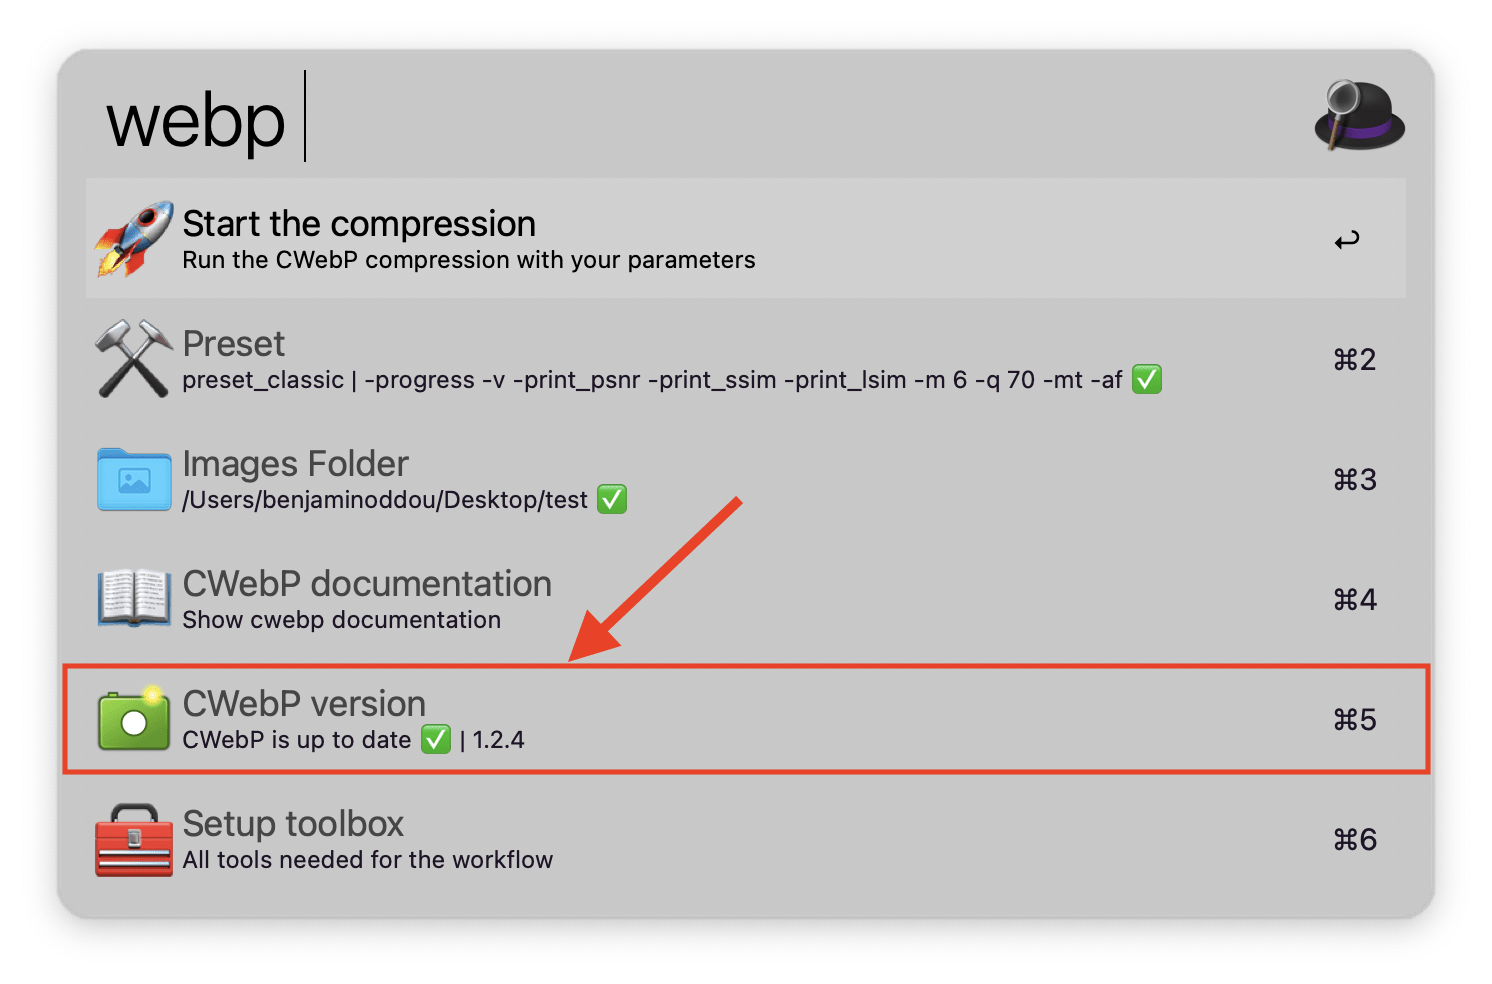 webp
Start the compression
Run the CWebP compression with your parameters
↩
Preset
preset_classic | -progress -v -print_psnr -print_ssim -print_lsim -m 6 -q 70 -mt -af ✅
⌘2
Images Folder
/Users/benjaminoddou/Desktop/test ✅
⌘3
CWebP documentation
Show cwebp documentation
⌘4
CWebP version
CWebP is up to date ✅ | 1.2.4
⌘5
Setup toolbox
All tools needed for the workflow
⌘6